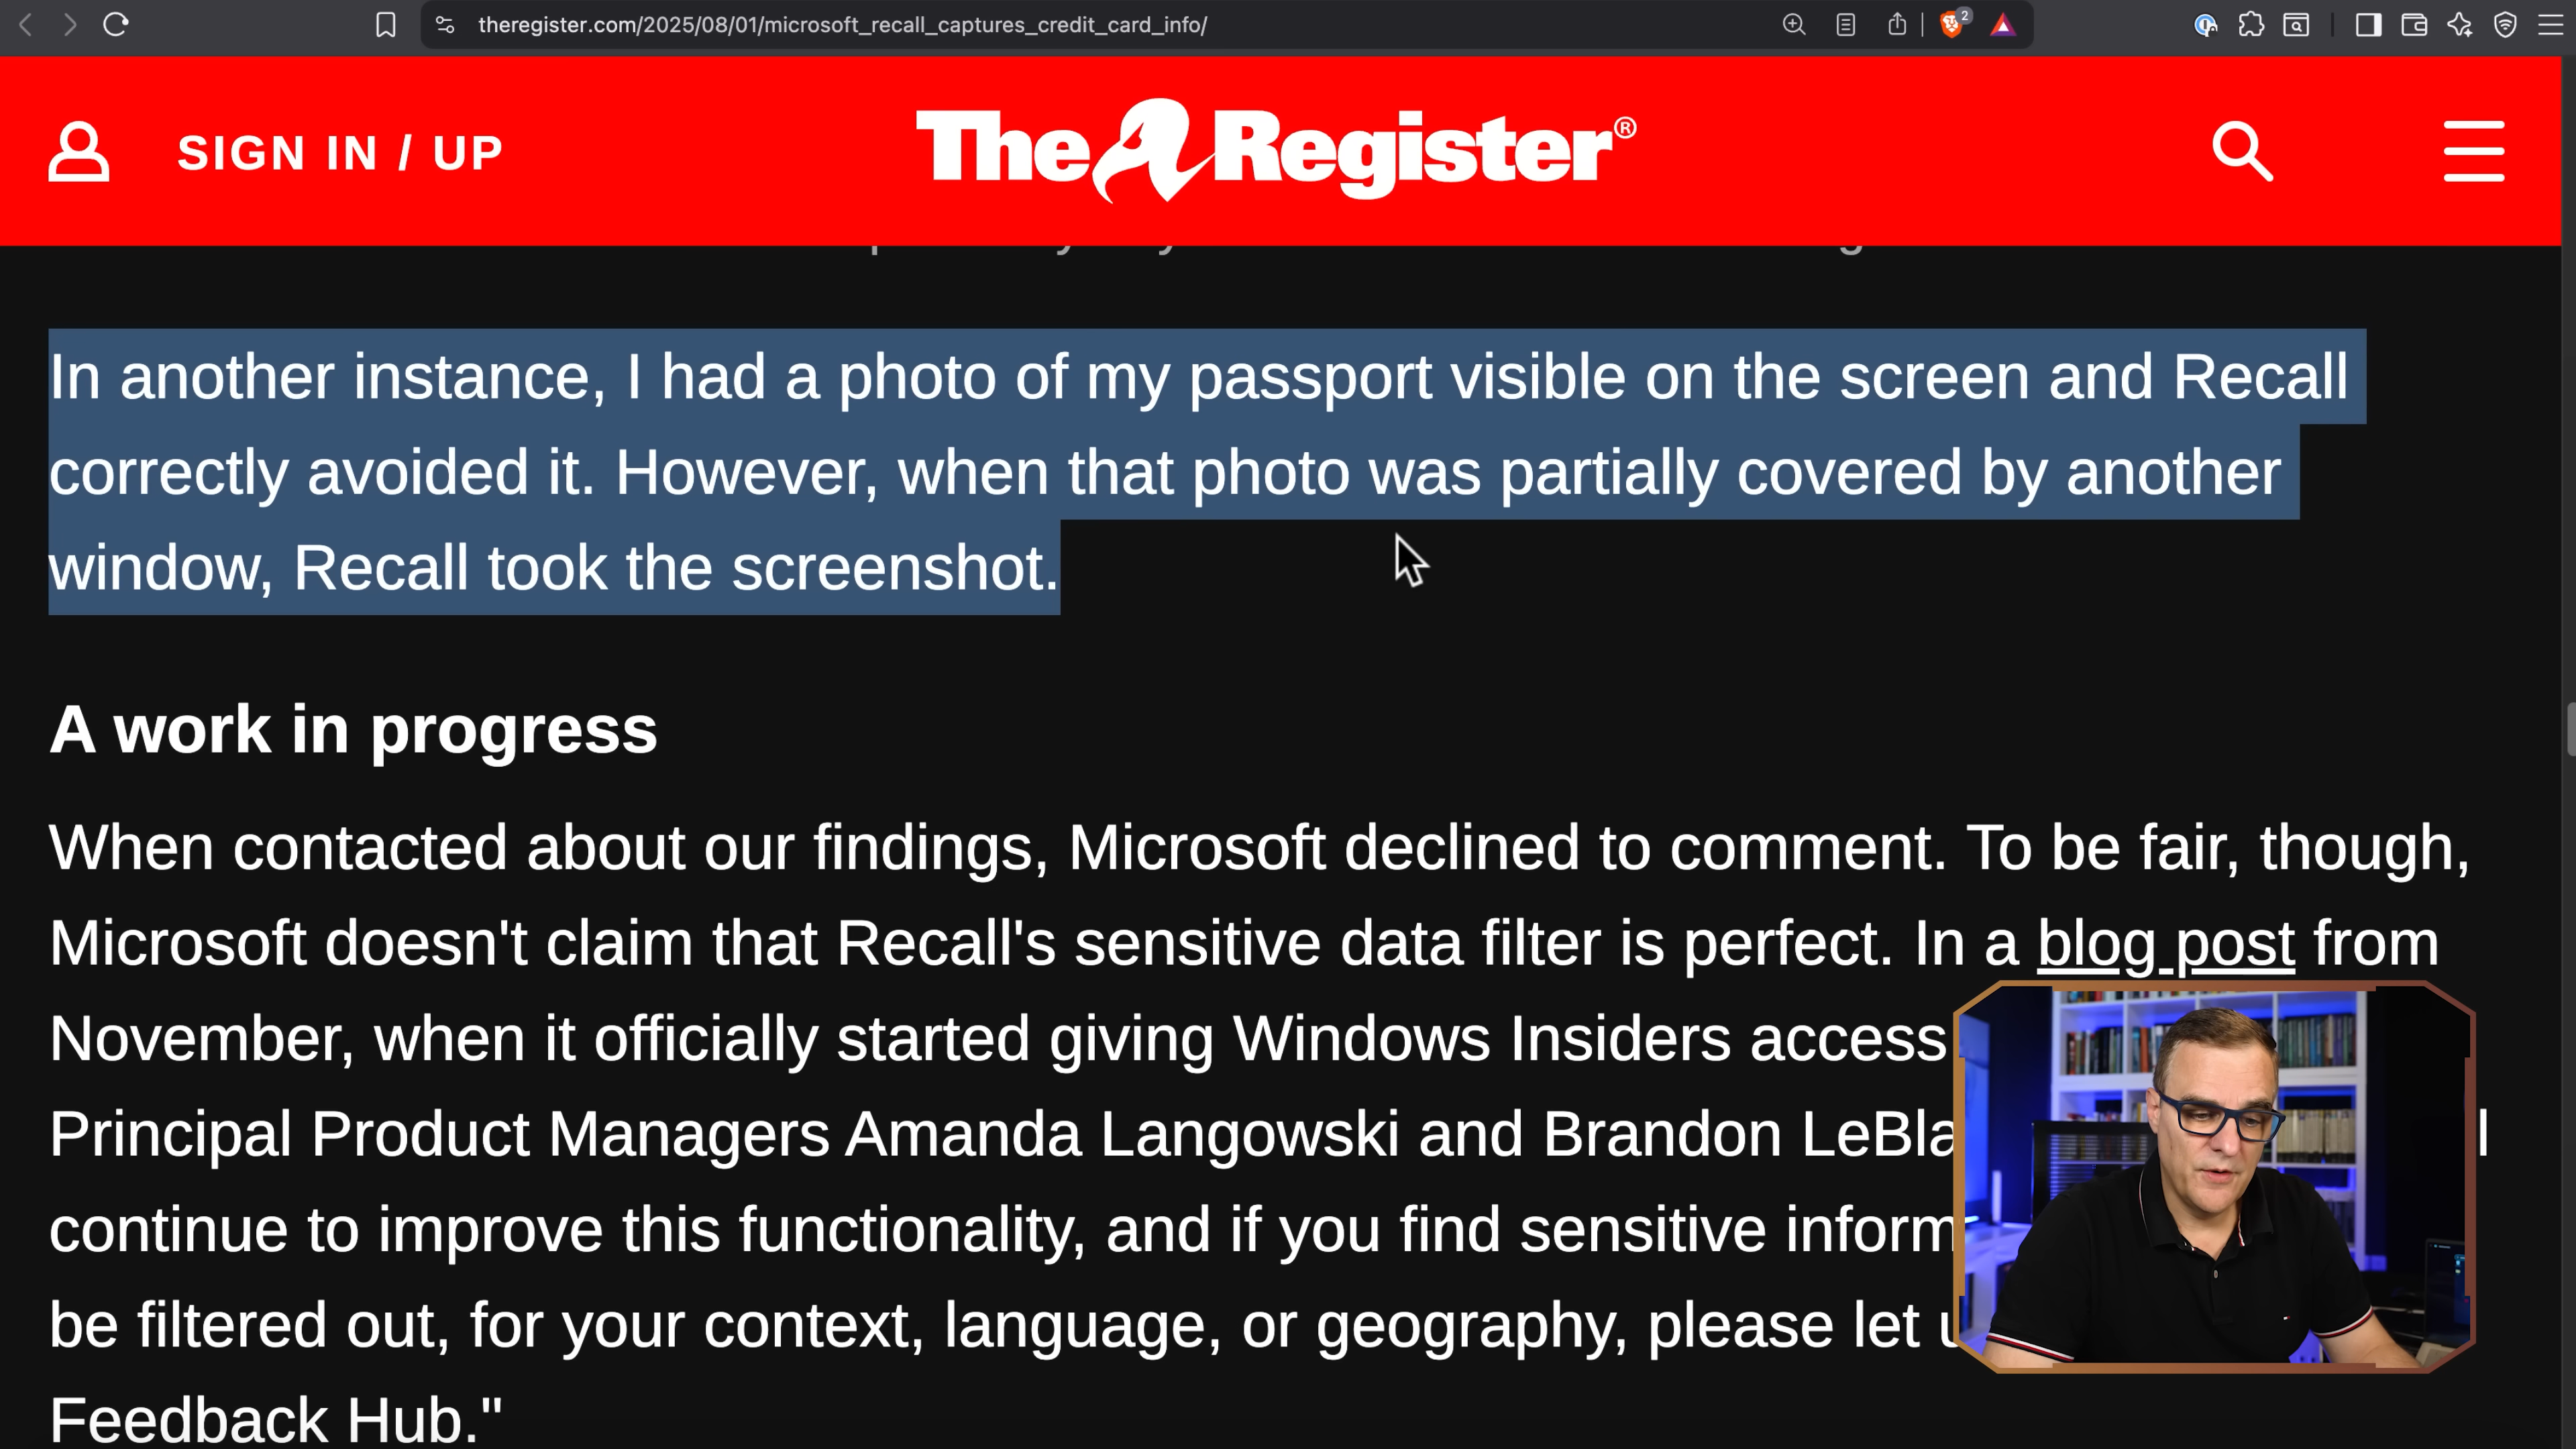 theregister.com/2025/08/01/microsoft_recall_captures_credit_card_info/
2
SIGN IN / UP
The Register®
In another instance, I had a photo of my passport visible on the screen and Recall
correctly avoided it. However, when that photo was partially covered by another
window, Recall took the screenshot.
A work in progress
When contacted about our findings, Microsoft declined to comment. To be fair, though,
Microsoft doesn't claim that Recall's sensitive data filter is perfect. In a blog post from
November, when it officially started giving Windows Insiders access
Principal Product Managers Amanda Langowski and Brandon
continue to improve this functionality, and if you find sensitive
be filtered out, for your context, language, or geography, please let
Feedback Hub."